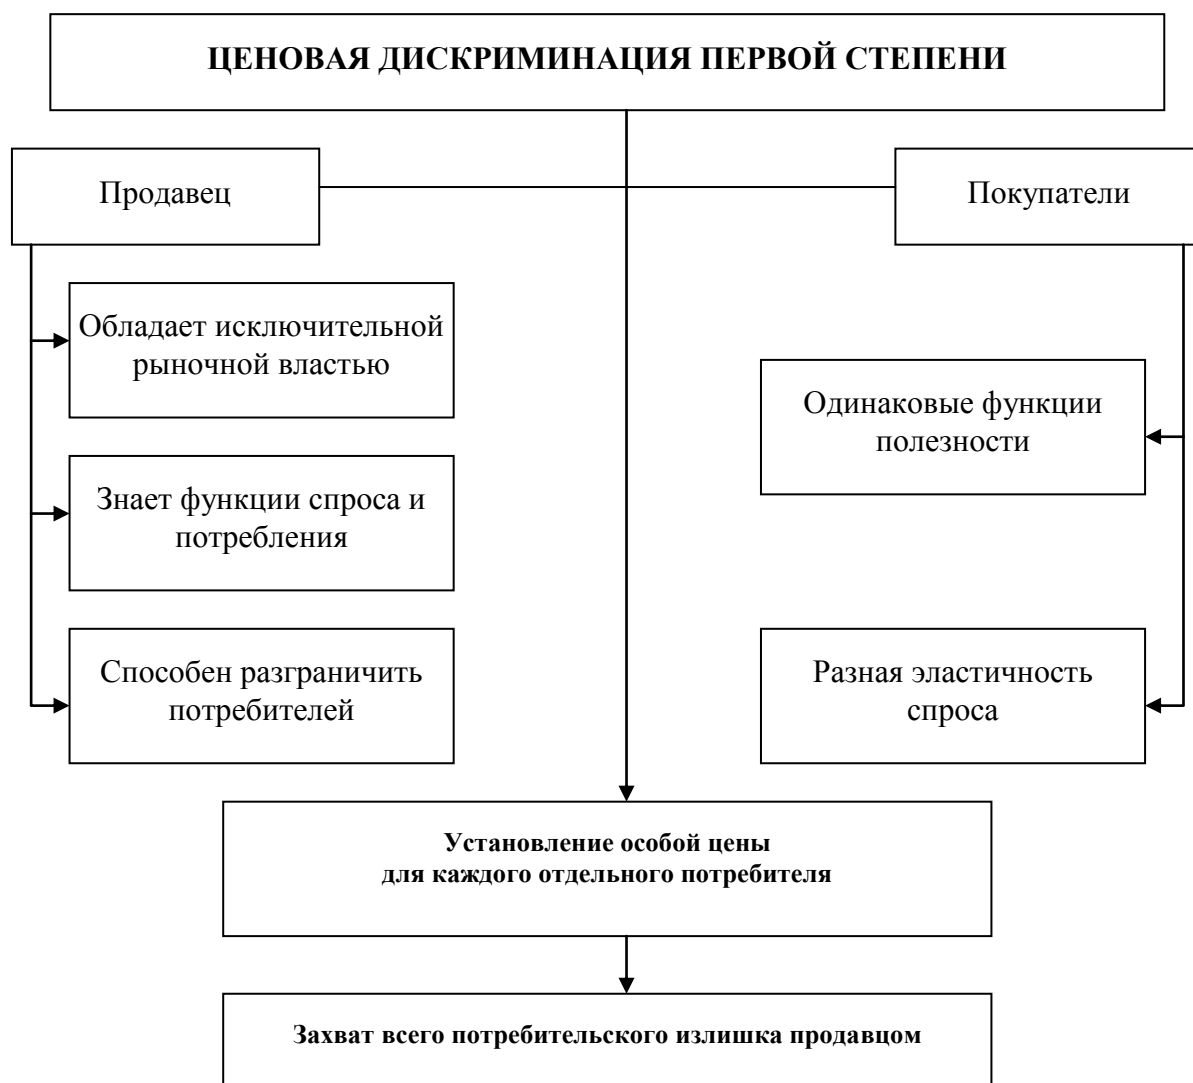 ЦЕНОВАЯ ДИСКРИМИНАЦИЯ ПЕРВОЙ СТЕПЕНИ
Продавец
Покупатели
Обладает исключительной
рыночной властью
Одинаковые функции
полезности
Знает функции спроса и
потребления
Способен разграничить
потребителей
Разная эластичность
спроса
Установление особой цены
для каждого отдельного потребителя
Захват всего потребительского излишка продавцом